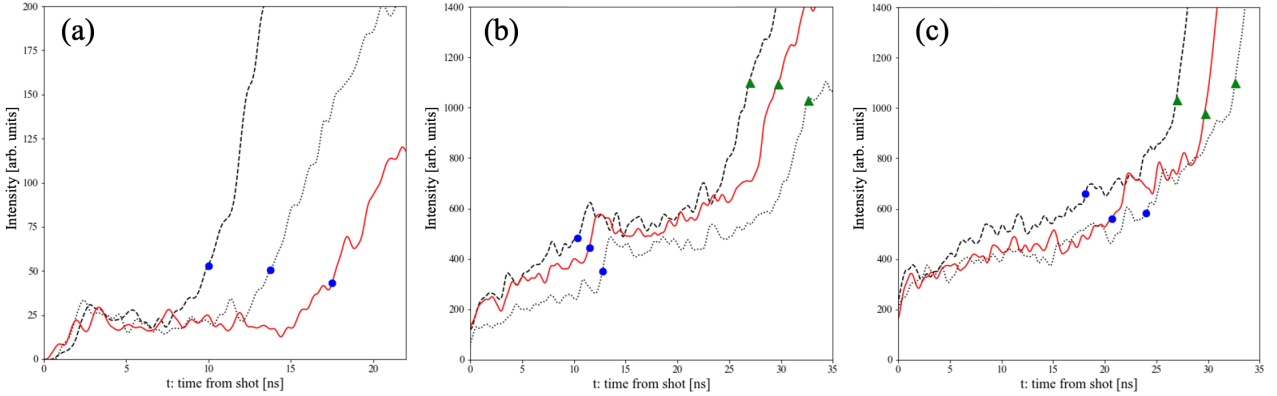 (a)
200
175
150
125
100
75
50
25
0
Intensity [arb. units]
0 5 10 15 20
t: time from shot [ns]
(b)
1400
1200
1000
800
600
400
200
0
Intensity [arb. units]
0 5 10 15 20 25 30 35
t: time from shot [ns]
(c)
1400
1200
1000
800
600
400
200
0
Intensity [arb. units]
0 5 10 15 20 25 30 35
t: time from shot [ns]